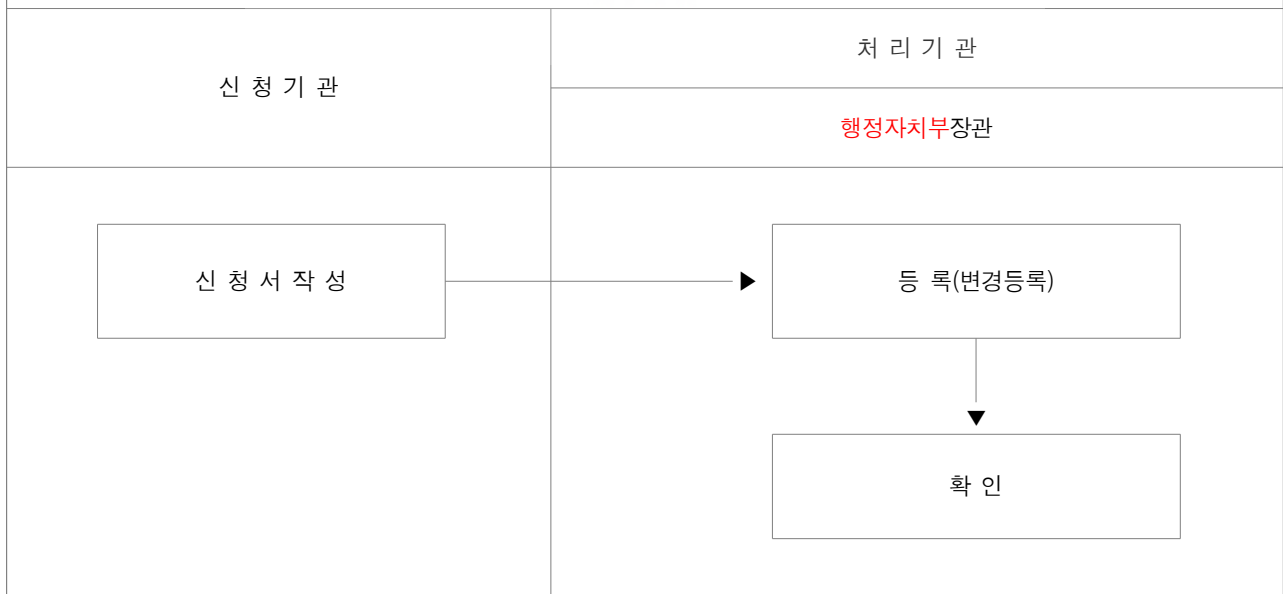 신 청 기 관
처 리 기 관
행정자치부장관
신 청 서 작 성
등 록(변경등록)
확 인